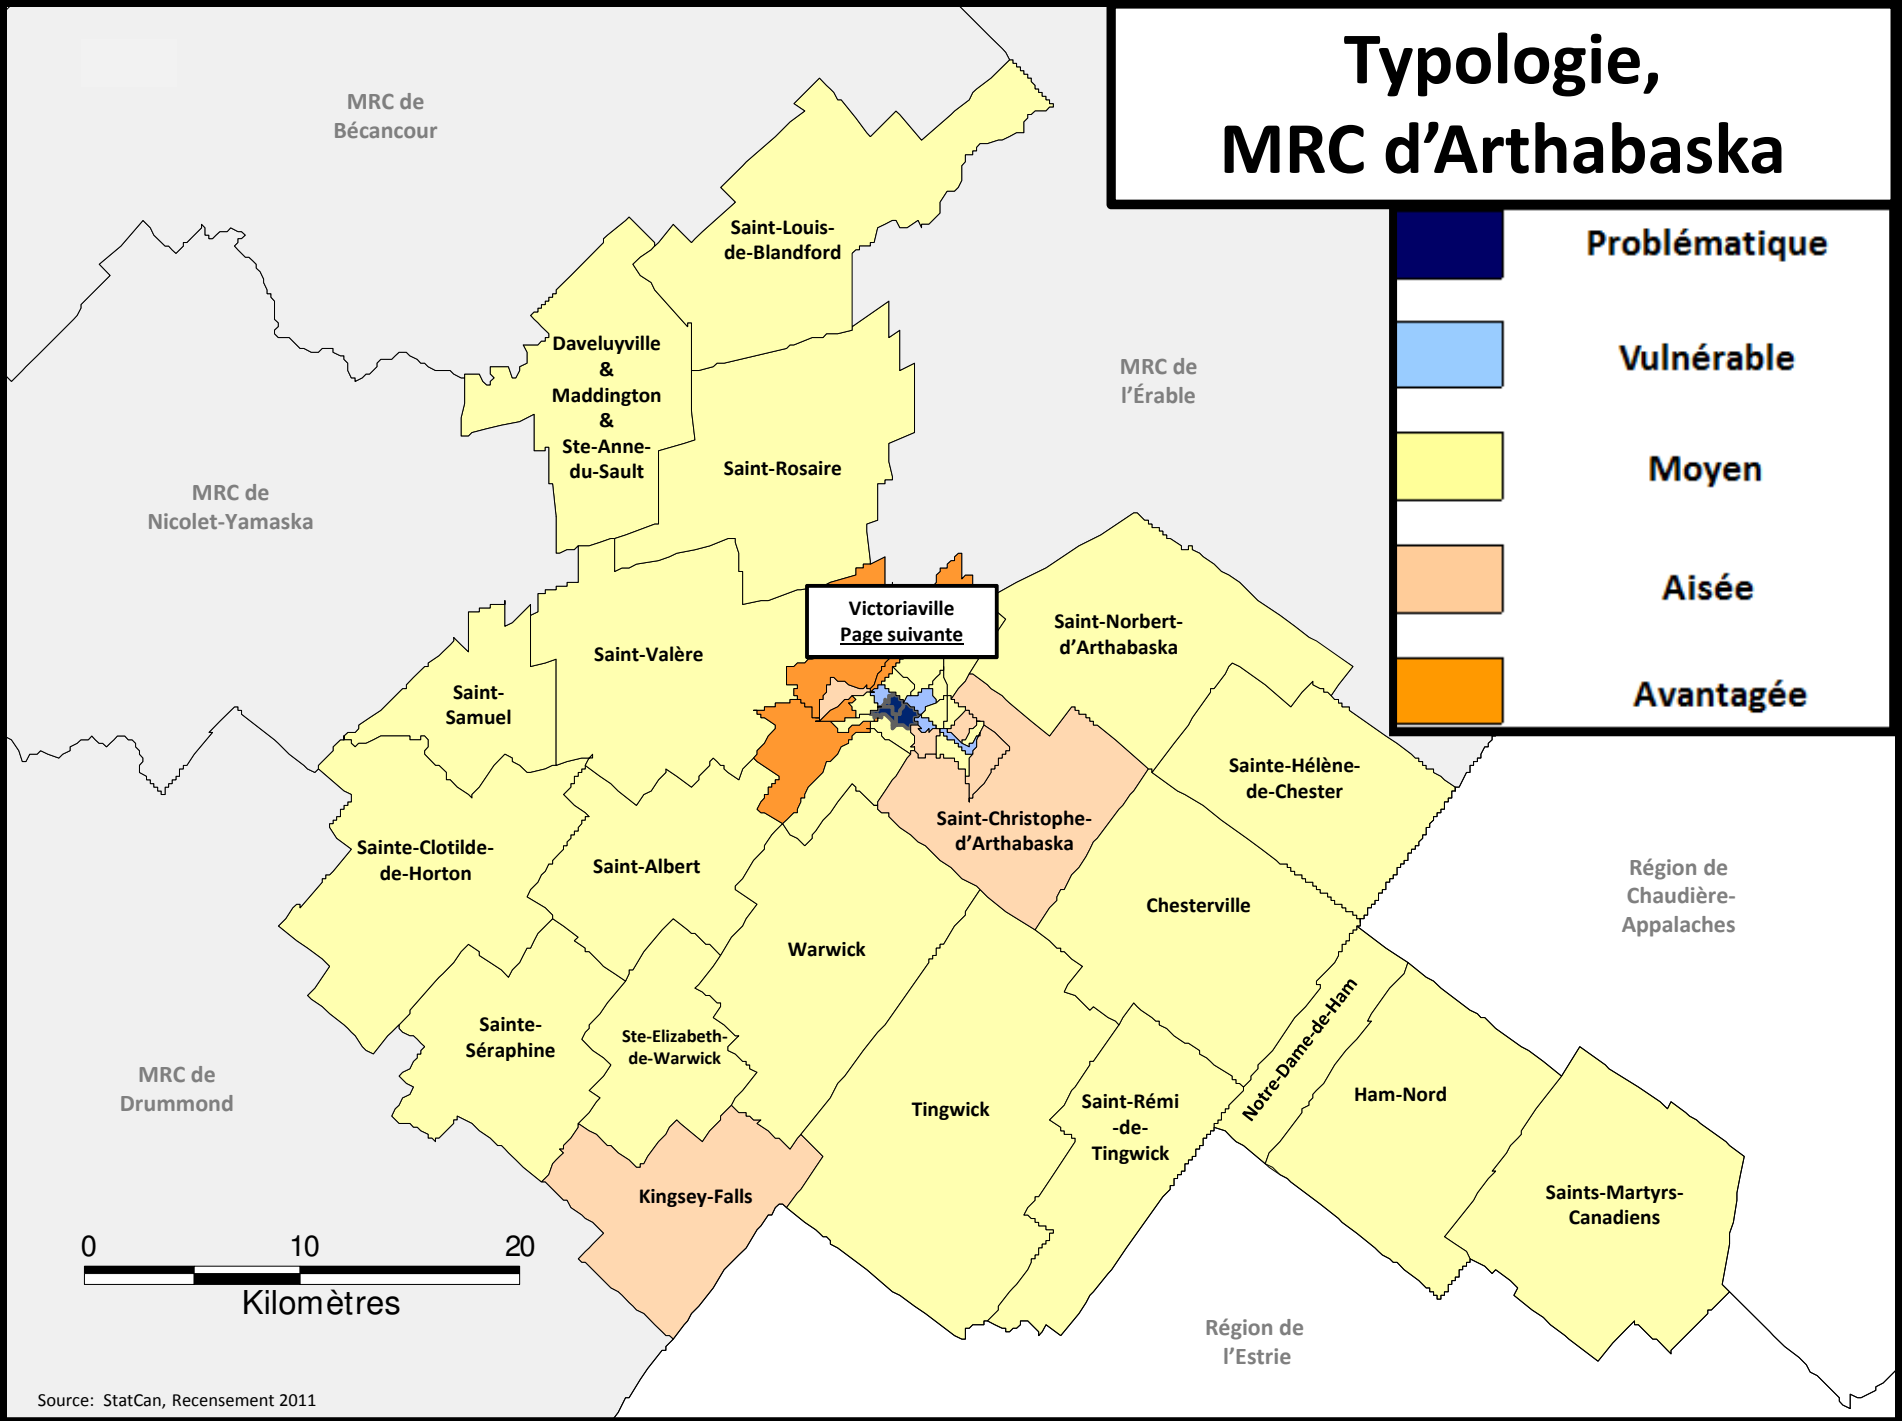 Typologie,
MRC d’Arthabaska
Problématique
Vulnérable
Moyen
Aisée
Avantagée
MRC de
Bécancour
Saint-Louis-
de-Blandford
Daveluyville
&
Maddington
&
Ste-Anne-
du-Sault
MRC de
l’Érable
Saint-Rosaire
MRC de
Nicolet-Yamaska
Victoriaville
Page suivante
Saint-Norbert-
d’Arthabaska
Saint-Valère
Saint-
Samuel
Sainte-Hélène-
de-Chester
Saint-Christophe-
d’Arthabaska
Sainte-Clotilde-
de-Horton
Saint-Albert
Région de
Chaudière-
Appalaches
Chesterville
Warwick
Sainte-
Séraphine
Ste-Elizabeth-
de-Warwick
Notre-Dame-de-Ham
MRC de
Drummond
Tingwick
Saint-Rémi
-de-
Tingwick
Ham-Nord
Kingsey-Falls
Saints-Martyrs-
Canadiens
0 10 20
Kilomètres
Région de
l’Estrie
Source: StatCan, Recensement 2011